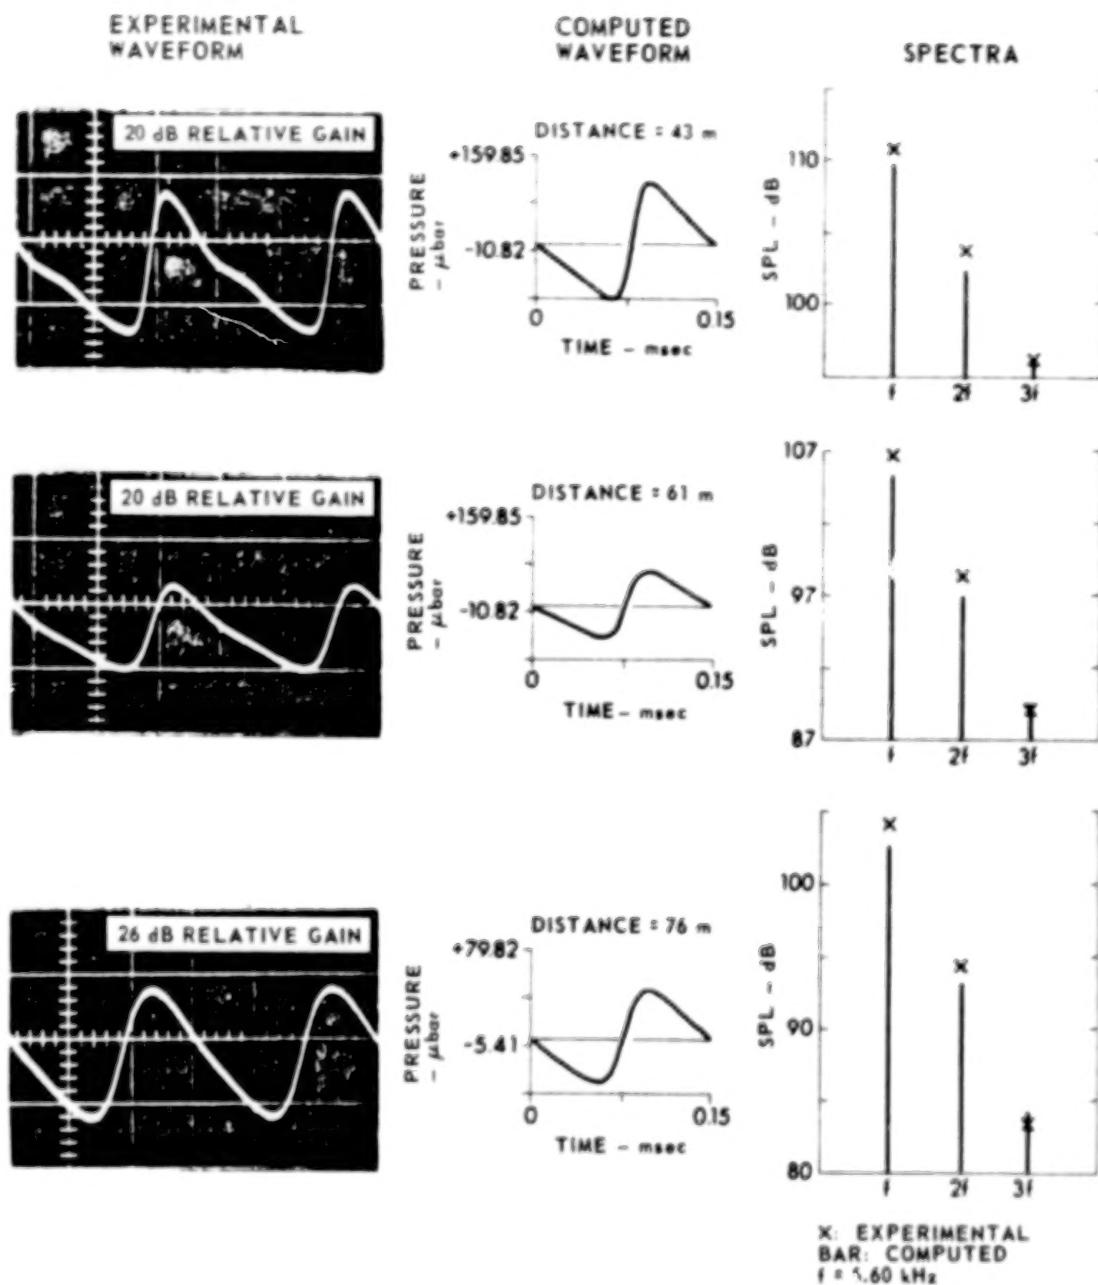 EXPERIMENTAL
WAVEFORM
COMPUTED
WAVEFORM
SPECTRA
20 dB RELATIVE GAIN
DISTANCE = 43 m
+159.85
-10.82
PRESSURE
- μbar
0
0.15
TIME - msec
110
100
SPL - dB
f
2f
3f
20 dB RELATIVE GAIN
DISTANCE = 61 m
+159.85
-10.82
PRESSURE
- μbar
0
0.15
TIME - msec
107
97
87
SPL - dB
f
2f
3f
26 dB RELATIVE GAIN
DISTANCE = 76 m
+79.82
-5.41
PRESSURE
- μbar
0
0.15
TIME - msec
100
90
80
SPL - dB
f
2f
3f
X: EXPERIMENTAL
BAR: COMPUTED
f = 5.60 kHz